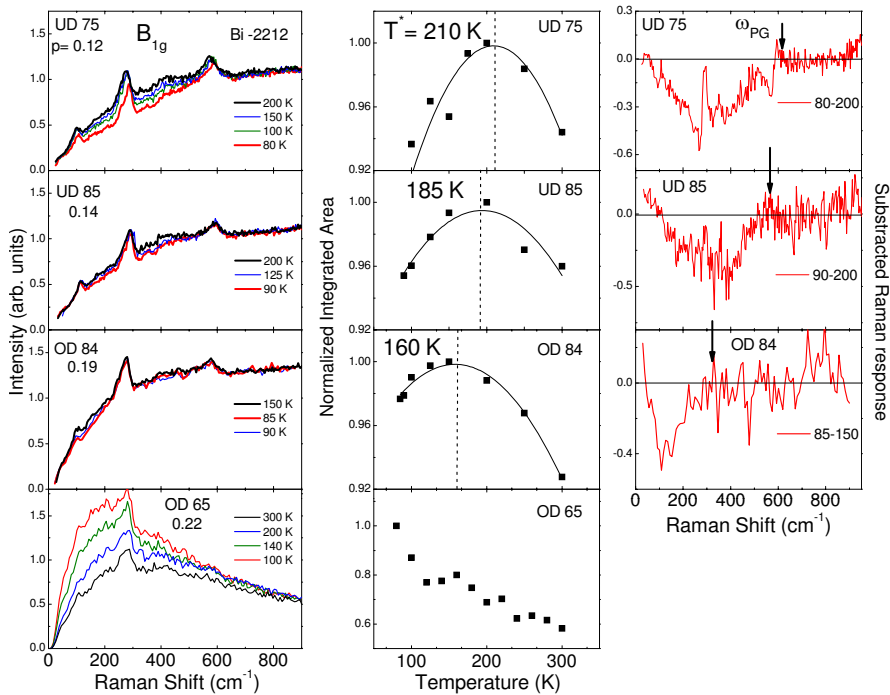 UD 75
p= 0.12
B1g
Bi -2212
1.5
1.0
0.5
0.0
200 K
150 K
100 K
80 K
UD 85
0.14
1.5
1.0
0.5
0.0
200 K
125 K
90 K
OD 84
0.19
1.5
1.0
0.5
0.0
150 K
85 K
90 K
OD 65
0.22
1.5
1.0
0.5
0.0
300 K
200 K
140 K
100 K
0 200 400 600 800
Raman Shift (cm-1)
Intensity (arb. units)
T* = 210 K
UD 75
1.00
0.96
0.92
185 K
UD 85
1.00
0.96
0.92
160 K
OD 84
1.00
0.96
0.92
OD 65
1.0
0.8
0.6
100 200 300
Temperature (K)
Normalized Integrated Area
UD 75
ωPG
0.0
-0.3
-0.6
80-200
UD 85
0.0
-0.5
90-200
OD 84
0.0
-0.4
85-150
0 200 400 600 800
Raman Shift (cm-1)
Substracted Raman response